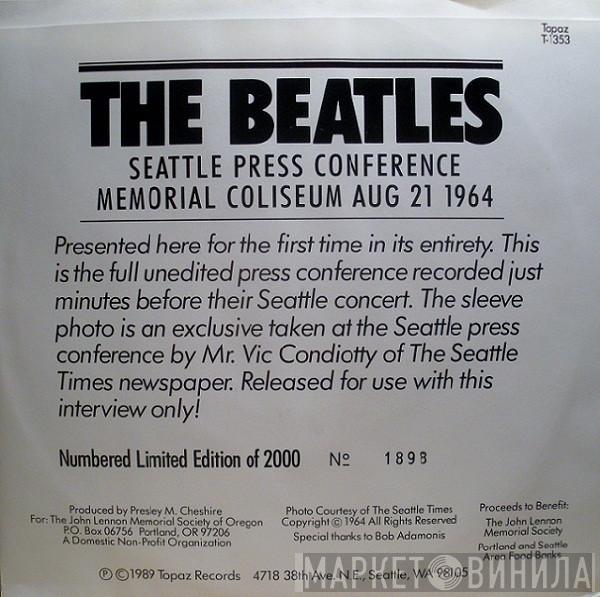 Topaz
T-1353
THE BEATLES
SEATTLE PRESS CONFERENCE
MEMORIAL COLISEUM AUG 21 1964
Presented here for the first time in its entirety. This
is the full unedited press conference recorded just
minutes before their Seattle concert. The sleeve
photo is an exclusive taken at the Seattle press
conference by Mr. Vic Condiotty of The Seattle
Times newspaper. Released for use with this
interview only!
Numbered Limited Edition of 2000 Nº 1898
Produced by Presley M. Cheshire
For: The John Lennon Memorial Society of Oregon
P.O. Box 06756 Portland, OR 97206
A Domestic Non-Profit Organization
Photo Courtesy of The Seattle Times
Copyright © 1964 All Rights Reserved
Special thanks to Bob Adamonis
Proceeds to Benefit:
The John Lennon
Memorial Society
Portland and Seattle
Area Food Banks
℗ © 1989 Topaz Records 4718 38th Ave. N.E., Seattle, WA 98105
МАРКЕТ ВИНИЛА